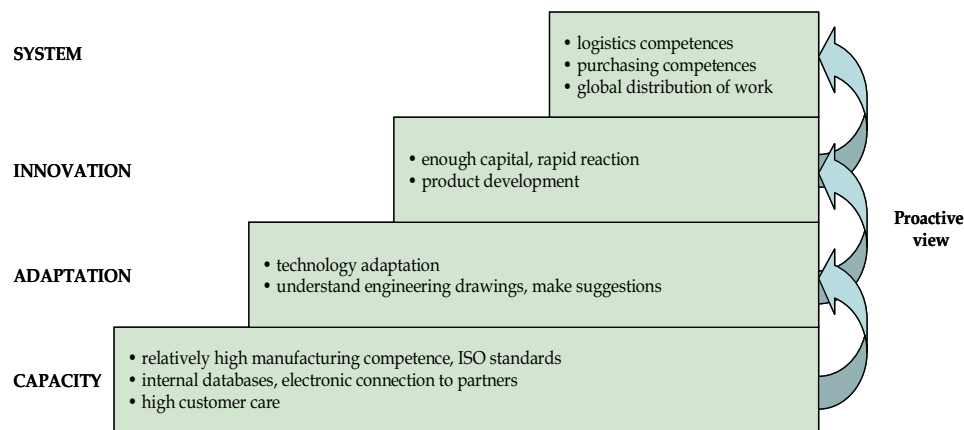 SYSTEM
• logistics competences
• purchasing competences
• global distribution of work
INNOVATION
• enough capital, rapid reaction
• product development
Proactive
view
ADAPTATION
• technology adaptation
• understand engineering drawings, make suggestions
CAPACITY
• relatively high manufacturing competence, ISO standards
• internal databases, electronic connection to partners
• high customer care